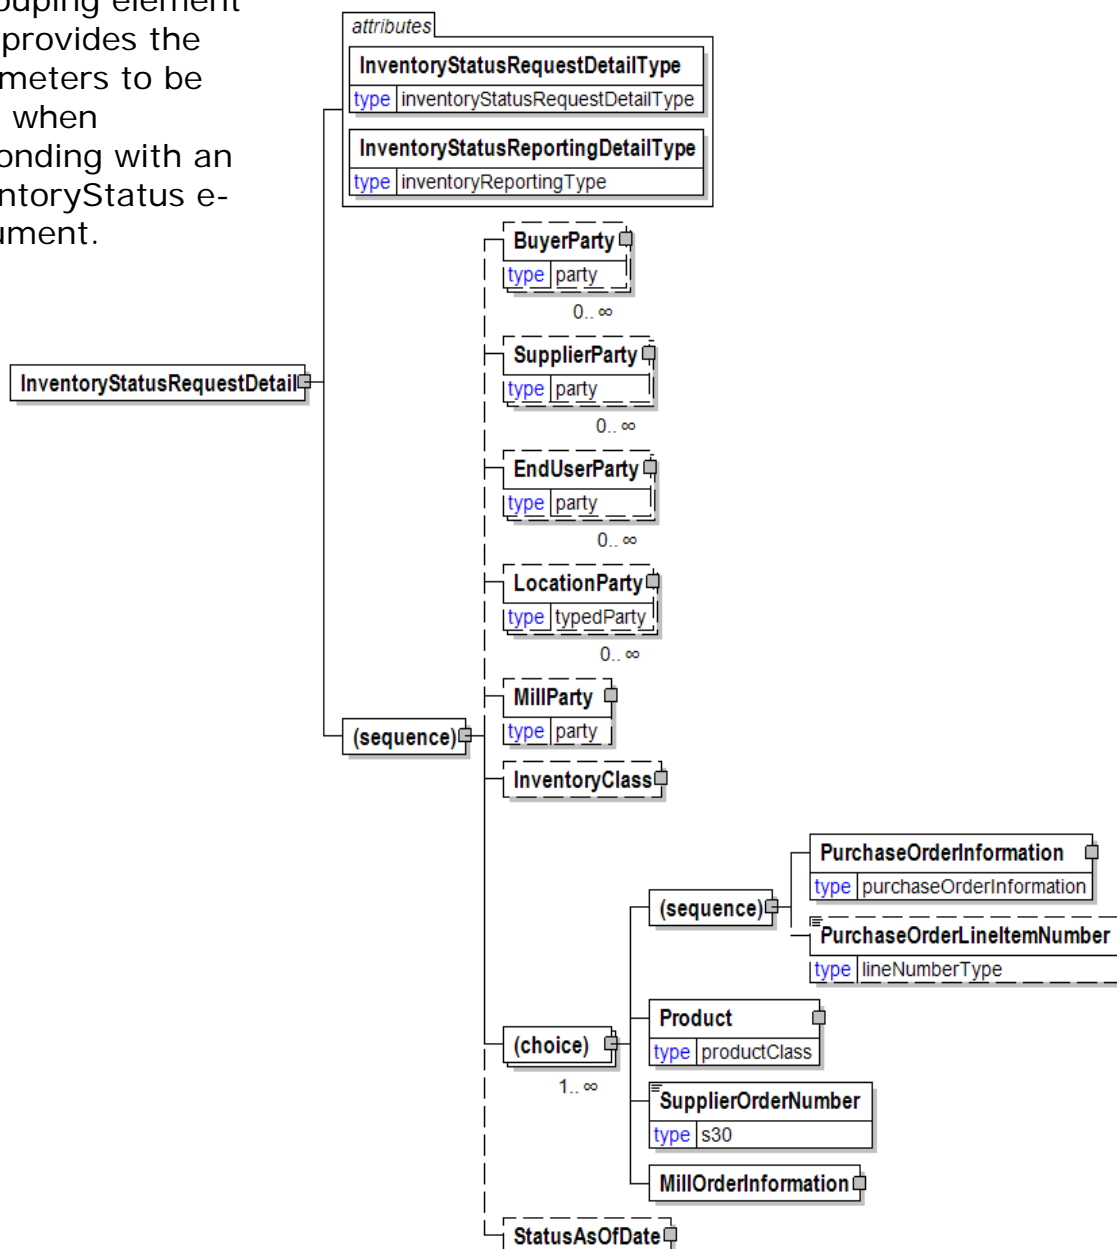 ouping element
provides the
meters to be
when
onding with an
ntoryStatus e-
ument.
attributes
InventoryStatusRequestDetailType
type inventoryStatusRequestDetailType
InventoryStatusReportingDetailType
type inventoryReportingType
BuyerParty
type party
0.. ∞
SupplierParty
type party
0.. ∞
InventoryStatusRequestDetail
EndUserParty
type party
0.. ∞
LocationParty
type typedParty
0.. ∞
MillParty
type party
(sequence)
InventoryClass
PurchaseOrderInformation
type purchaseOrderInformation
(sequence)
PurchaseOrderLineItemNumber
type lineNumberType
Product
type productClass
(choice)
1.. ∞
SupplierOrderNumber
type s30
MillOrderInformation
StatusAsOfDate